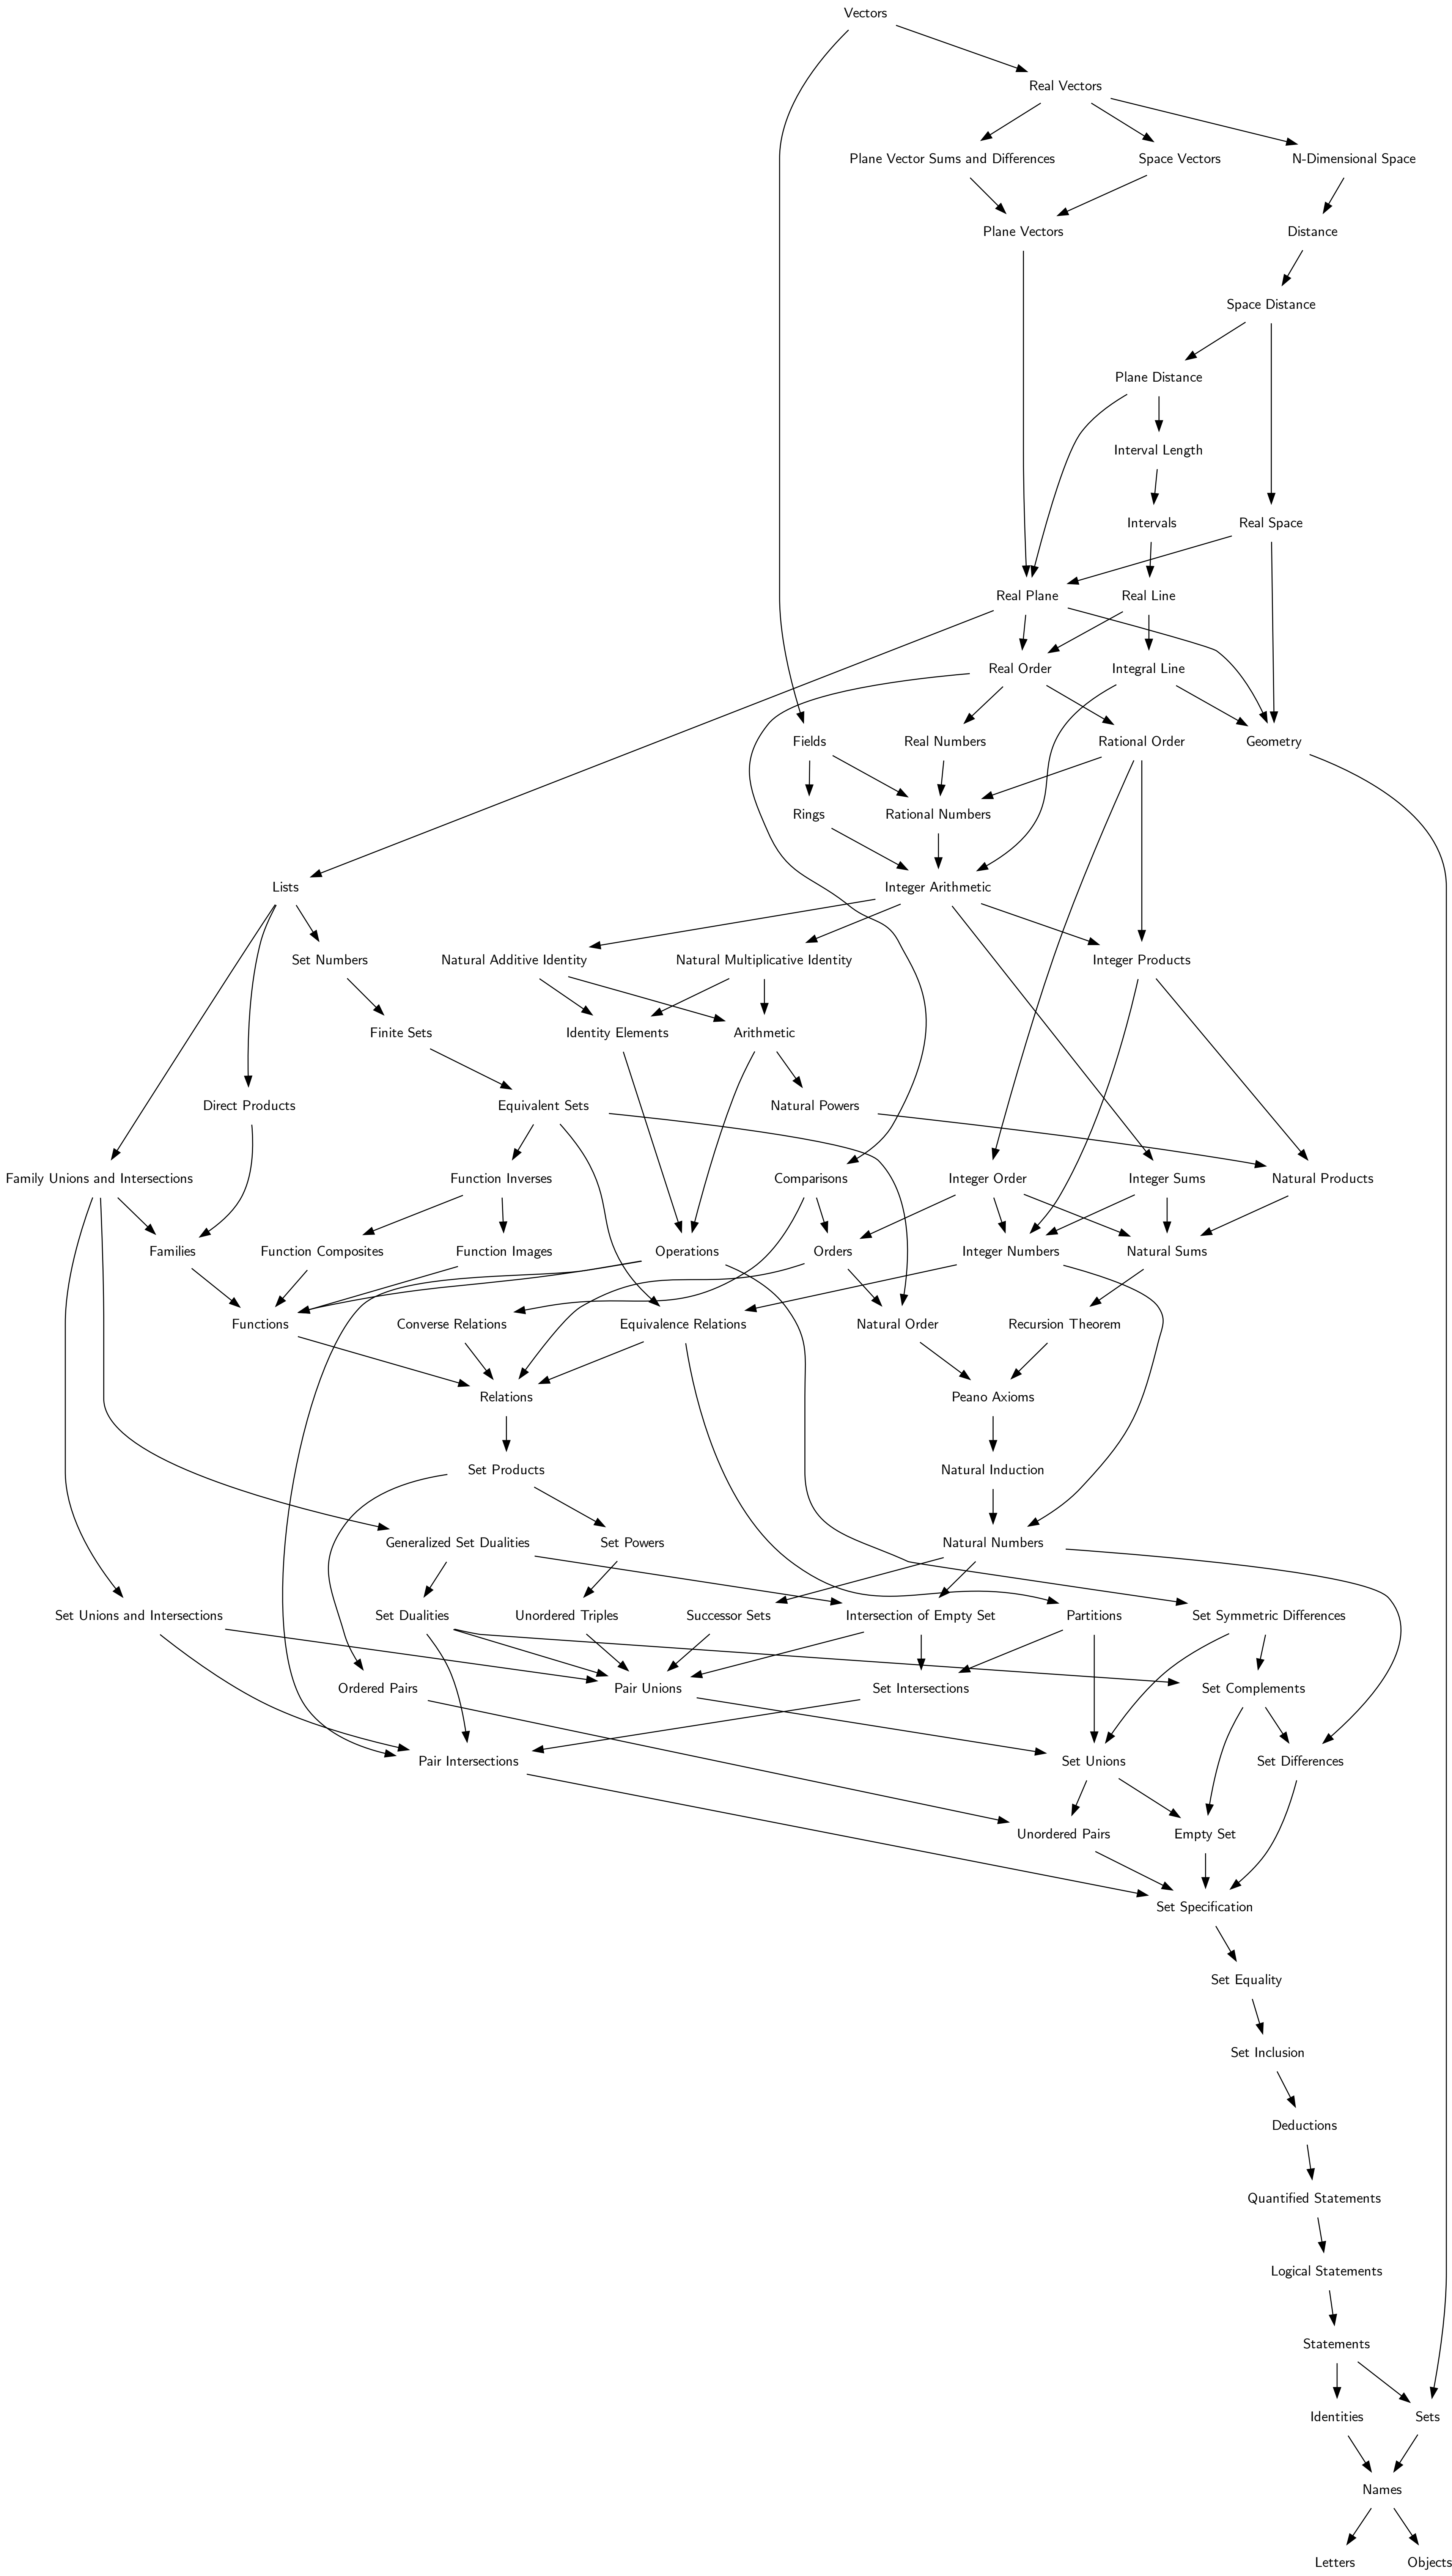 Vectors
Real Vectors
Plane Vector Sums and Differences
Space Vectors
N-Dimensional Space
Plane Vectors
Distance
Space Distance
Plane Distance
Interval Length
Intervals
Real Space
Real Plane
Real Line
Real Order
Integral Line
Fields
Real Numbers
Rational Order
Geometry
Rings
Rational Numbers
Lists
Integer Arithmetic
Set Numbers
Natural Additive Identity
Natural Multiplicative Identity
Integer Products
Finite Sets
Identity Elements
Arithmetic
Direct Products
Equivalent Sets
Natural Powers
Family Unions and Intersections
Function Inverses
Comparisons
Integer Order
Integer Sums
Natural Products
Families
Function Composites
Function Images
Operations
Orders
Integer Numbers
Natural Sums
Functions
Converse Relations
Equivalence Relations
Natural Order
Recursion Theorem
Relations
Peano Axioms
Set Products
Natural Induction
Generalized Set Dualities
Set Powers
Natural Numbers
Set Unions and Intersections
Set Dualities
Unordered Triples
Successor Sets
Intersection of Empty Set
Partitions
Set Symmetric Differences
Ordered Pairs
Pair Unions
Set Intersections
Set Complements
Pair Intersections
Set Unions
Set Differences
Unordered Pairs
Empty Set
Set Specification
Set Equality
Set Inclusion
Deductions
Quantified Statements
Logical Statements
Statements
Identities
Sets
Names
Letters
Objects